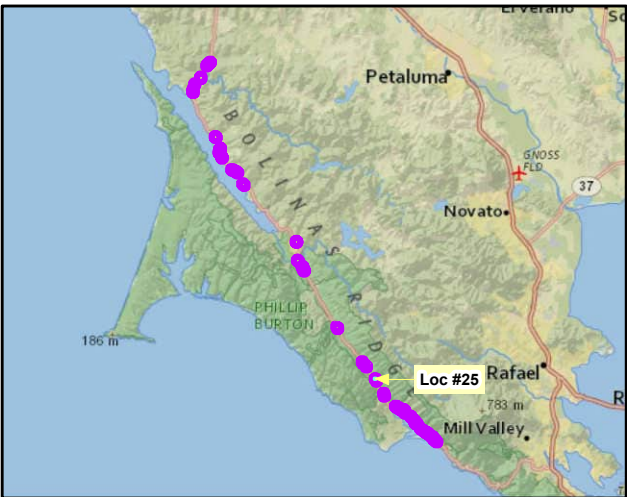 El Verano
Petaluma
GNOSS
FLD
37
Novato
BOLINAS RIDGE
PHILLIP
BURTON
186 m
Loc #25
Rafael
783 m
Mill Valley